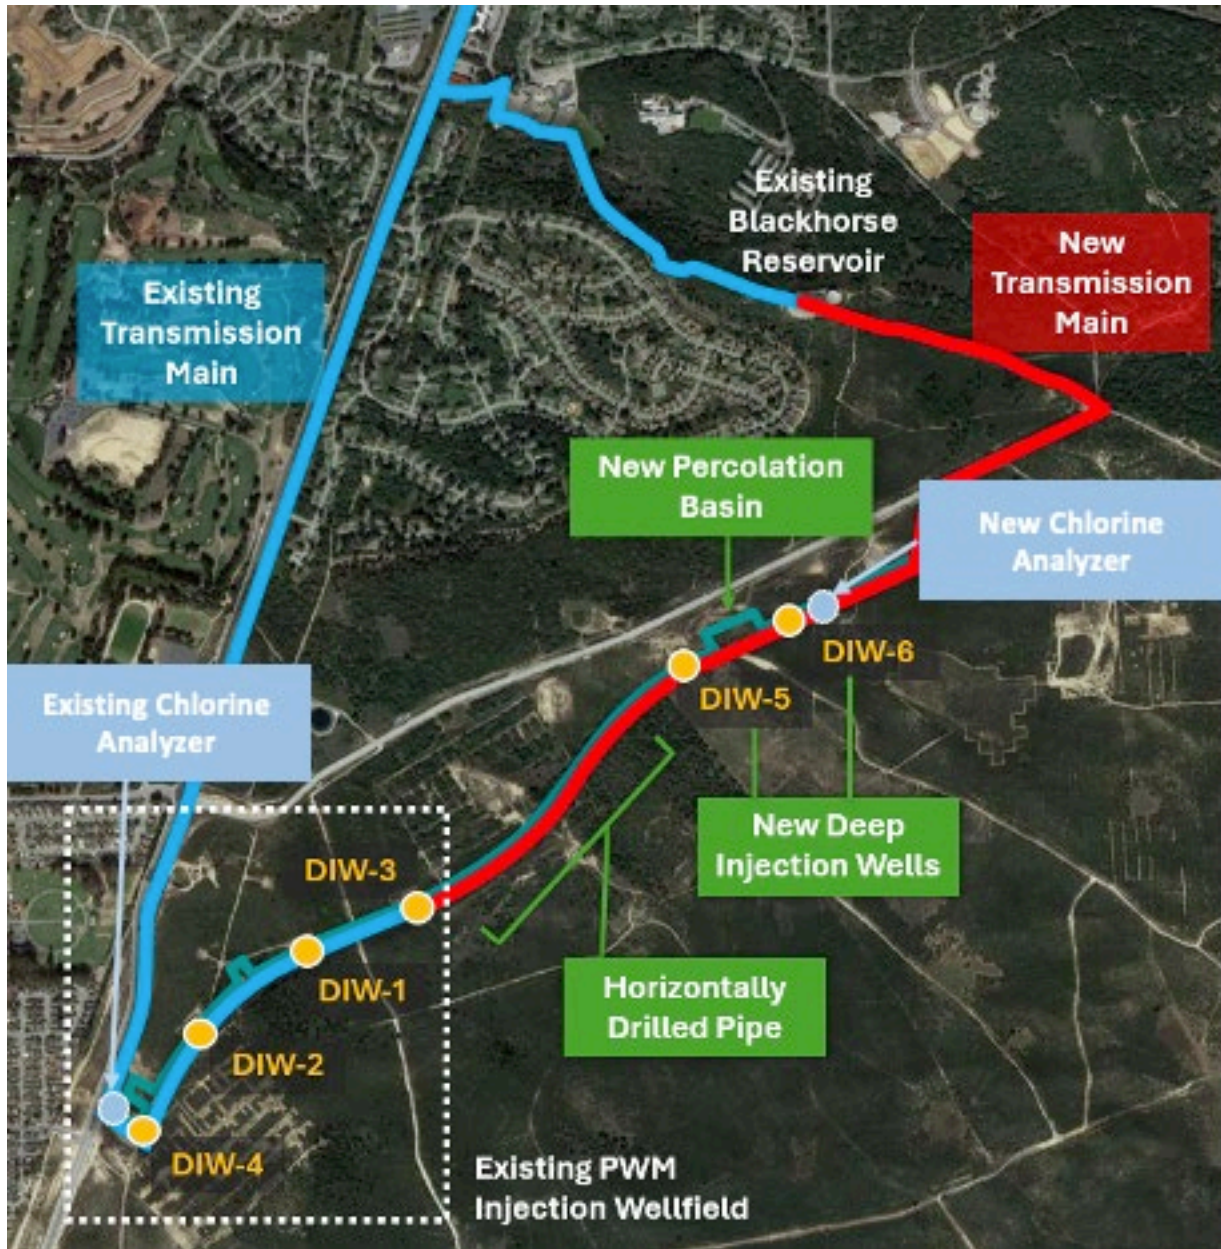 Existing
Blackhorse
Reservoir
New
Transmission
Main
Existing
Transmission
Main
New Percolation
Basin
New Chlorine
Analyzer
DIW-6
DIW-5
Existing Chlorine
Analyzer
New Deep
Injection Wells
DIW-3
DIW-1
Horizontally
Drilled Pipe
DIW-2
DIW-4
Existing PWM
Injection Wellfield